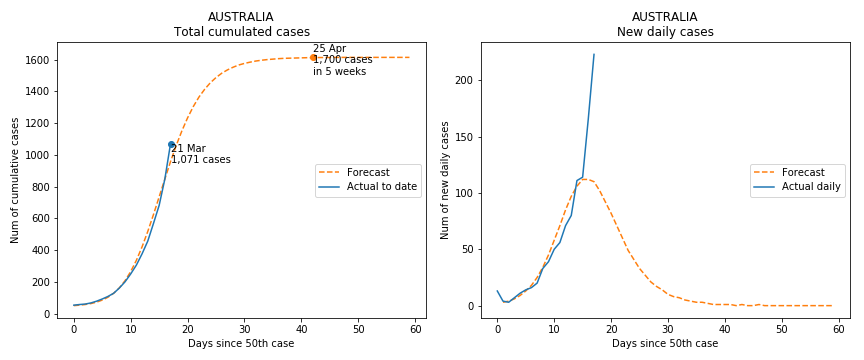 AUSTRALIA
Total cumulated cases
Num of cumulative cases
1600
1400
1200
1000
800
600
400
200
0
25 Apr
1,700 cases
in 5 weeks
21 Mar
1,071 cases
Forecast
Actual to date
0 10 20 30 40 50 60
Days since 50th case
AUSTRALIA
New daily cases
Num of new daily cases
200
150
100
50
0
Forecast
Actual daily
0 10 20 30 40 50 60
Days since 50th case